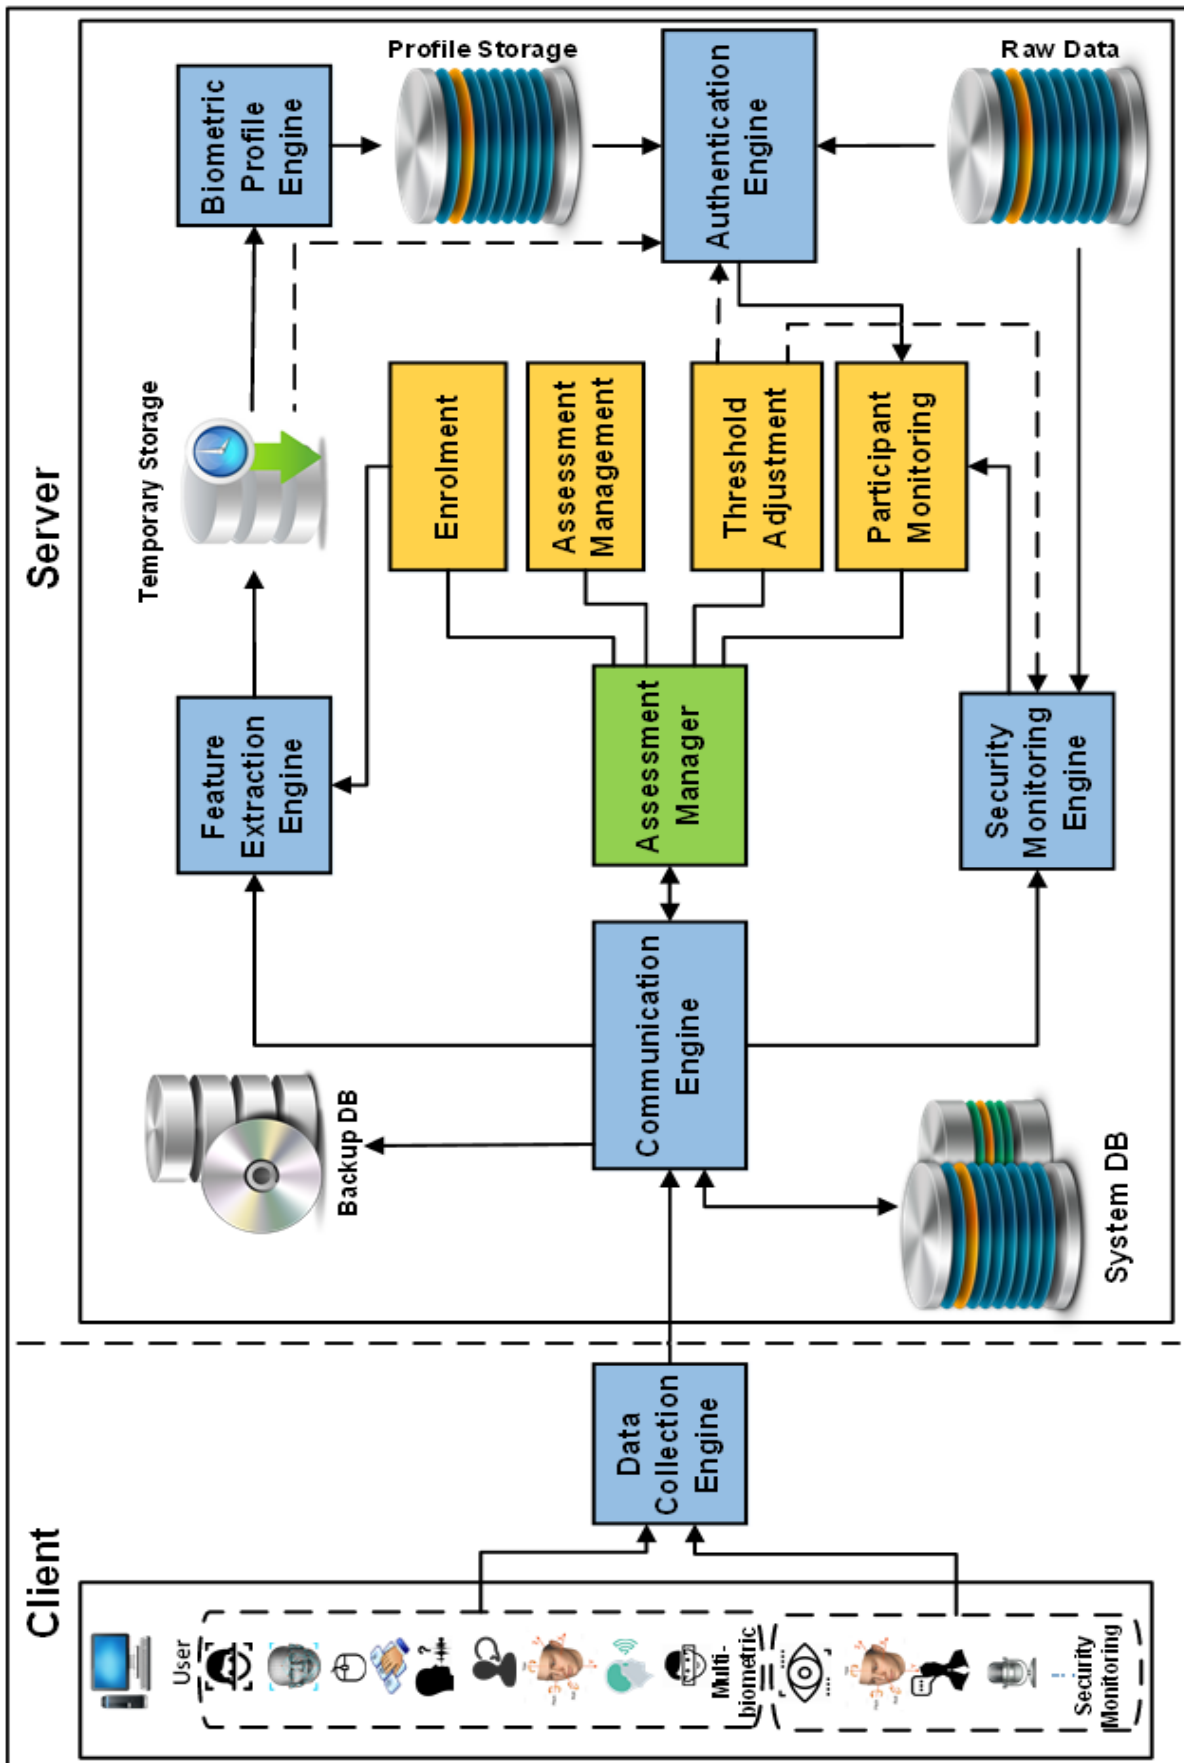 Client
Server
User
Multi-
biometric
Security
Monitoring
Data
Collection
Engine
Backup DB
System DB
Communication
Engine
Feature
Extraction
Engine
Assessment
Manager
Security
Monitoring
Engine
Temporary Storage
Enrolment
Assessment
Management
Threshold
Adjustment
Participant
Monitoring
Biometric
Profile
Engine
Profile Storage
Authentication
Engine
Raw Data
?